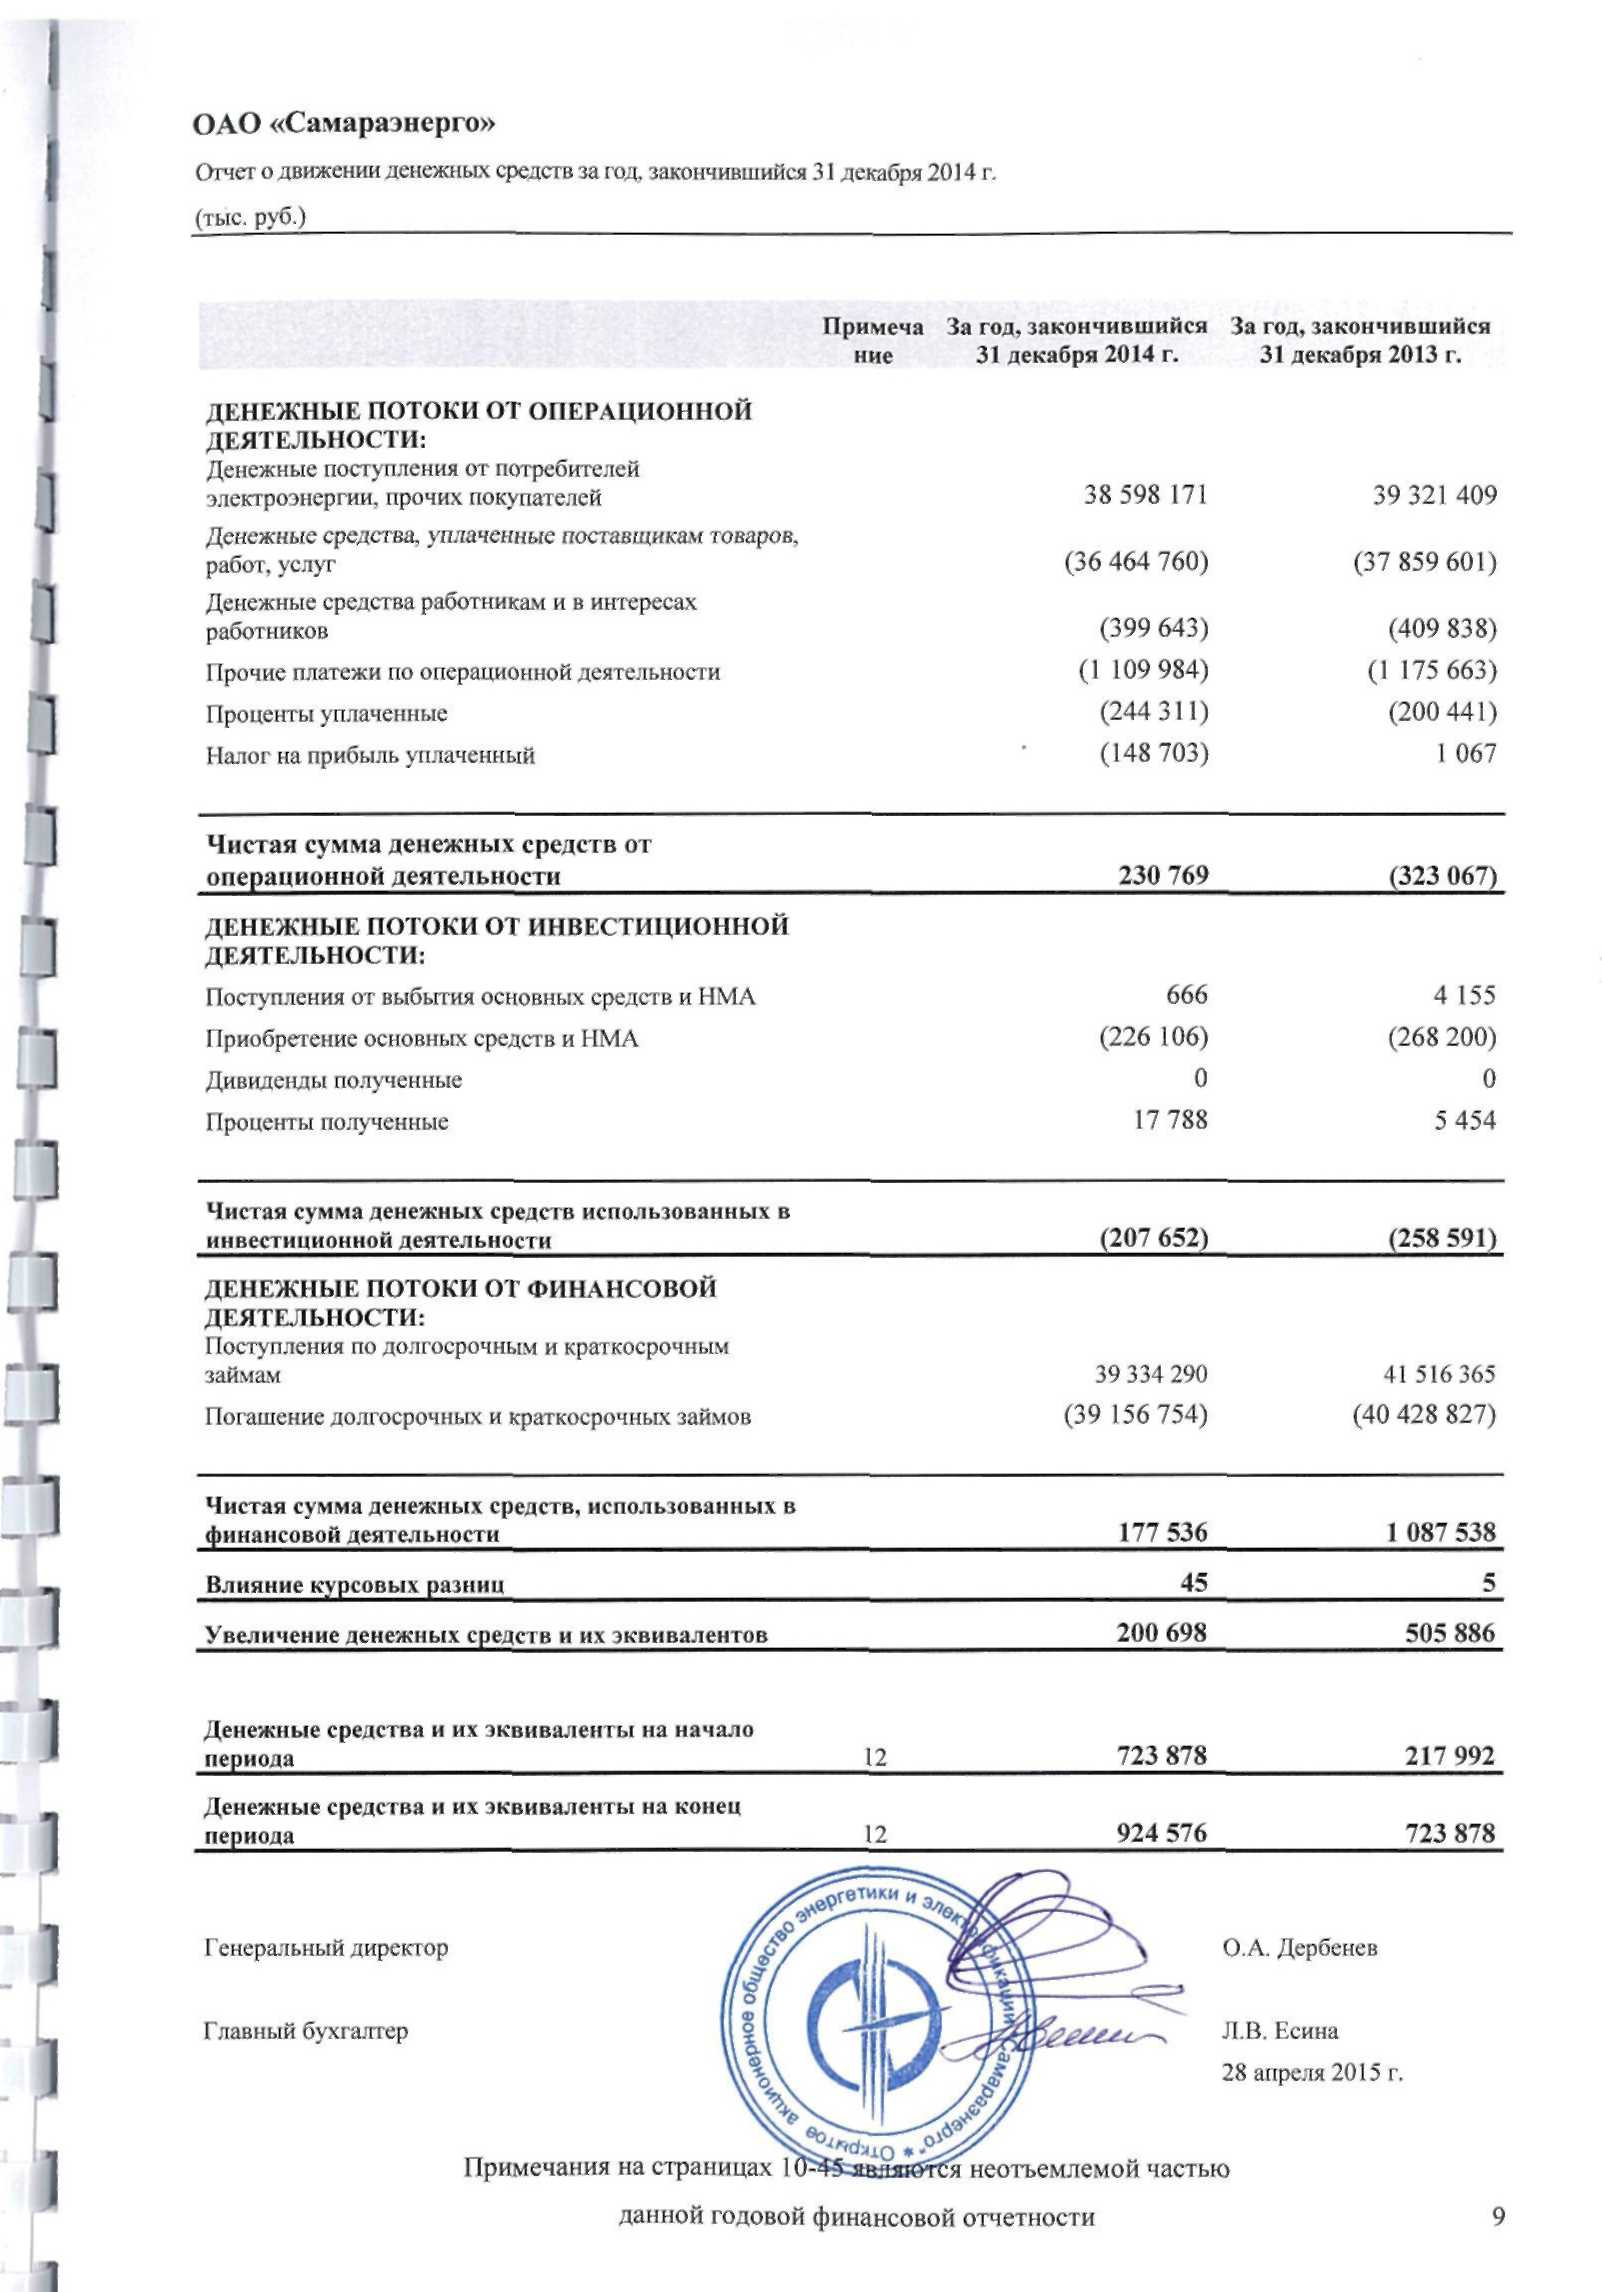 ОАО «Самараэнерго»
Отчет о движении денежных средств за год, закончившийся 31 декабря 2014 г.
(тыс. руб.)
Примеча За год, закончившийся За год, закончившийся
ние 31 декабря 2014 г. 31 декабря 2013 г.
ДЕНЕЖНЫЕ ПОТОКИ ОТ ОПЕРАЦИОННОЙ
ДЕЯТЕЛЬНОСТИ:
Денежные поступления от потребителей
электроэнергии, прочих покупателей 38 598 171 39 321 409
Денежные средства, уплаченные поставщикам товаров,
работ, услуг (36 464 760) (37 859 601)
Денежные средства работникам и в интересах
работников (399 643) (409 838)
Прочие платежи по операционной деятельности (1 109 984) (1 175 663)
Проценты уплаченные (244 311) (200 441)
Налог на прибыль уплаченный (148 703) 1 067
Чистая сумма денежных средств от
операционной деятельности 230 769 (323 067)
ДЕНЕЖНЫЕ ПОТОКИ ОТ ИНВЕСТИЦИОННОЙ
ДЕЯТЕЛЬНОСТИ:
Поступления от выбытия основных средств и НМА 666 4 155
Приобретение основных средств и НМА (226 106) (268 200)
Дивиденды полученные 0 0
Проценты полученные 17 788 5 454
Чистая сумма денежных средств использованных в
инвестиционной деятельности (207 652) (258 591)
ДЕНЕЖНЫЕ ПОТОКИ ОТ ФИНАНСОВОЙ
ДЕЯТЕЛЬНОСТИ:
Поступления по долгосрочным и краткосрочным
займам 39 334 290 41 516 365
Погашение долгосрочных и краткосрочных займов (39 156 754) (40 428 827)
Чистая сумма денежных средств, использованных в
финансовой деятельности 177 536 1 087 538
Влияние курсовых разниц 45 5
Увеличение денежных средств и их эквивалентов 200 698 505 886
Денежные средства и их эквиваленты на начало
периода 12 723 878 217 992
Денежные средства и их эквиваленты на конец
периода 12 924 576 723 878
Генеральный директор О.А. Дербенев
Главный бухгалтер Л.В. Есина
28 апреля 2015 г.
Открытое акционерное общество энергетики и электрификации "Самараэнерго" *
Примечания на страницах 10-45 являются неотъемлемой частью
данной годовой финансовой отчетности 9